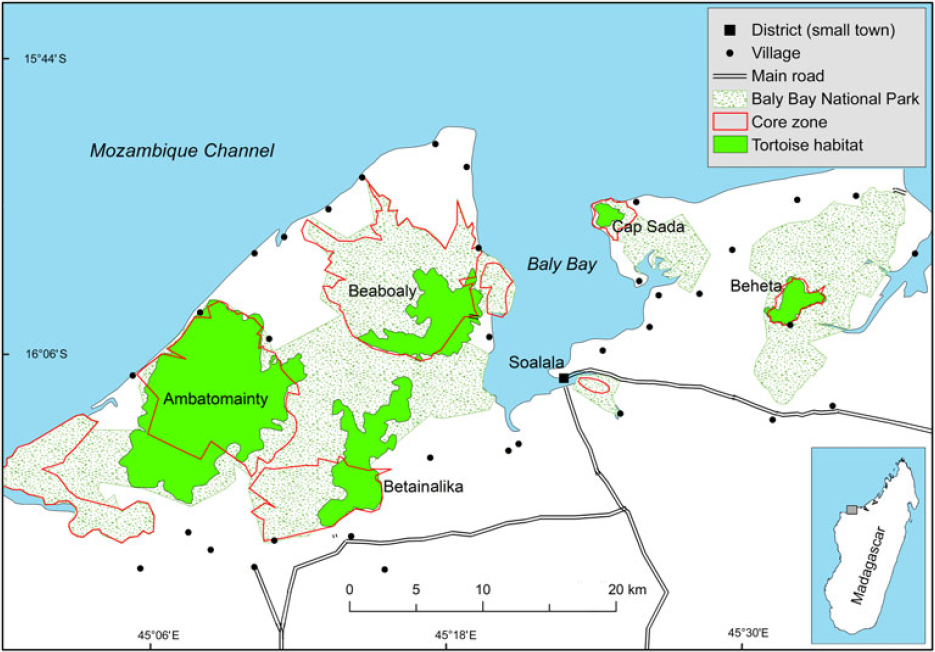 District (small town)
Village
Main road
Baly Bay National Park
Core zone
Tortoise habitat
15°44' S
Mozambique Channel
Cap Sada
Baly Bay
Beheta
Beaboaly
16°06' S
Soalala
Ambatomainty
Betainalika
Madagascar
0 5 10 20 km
45°06'E
45°18'E
45°30'E